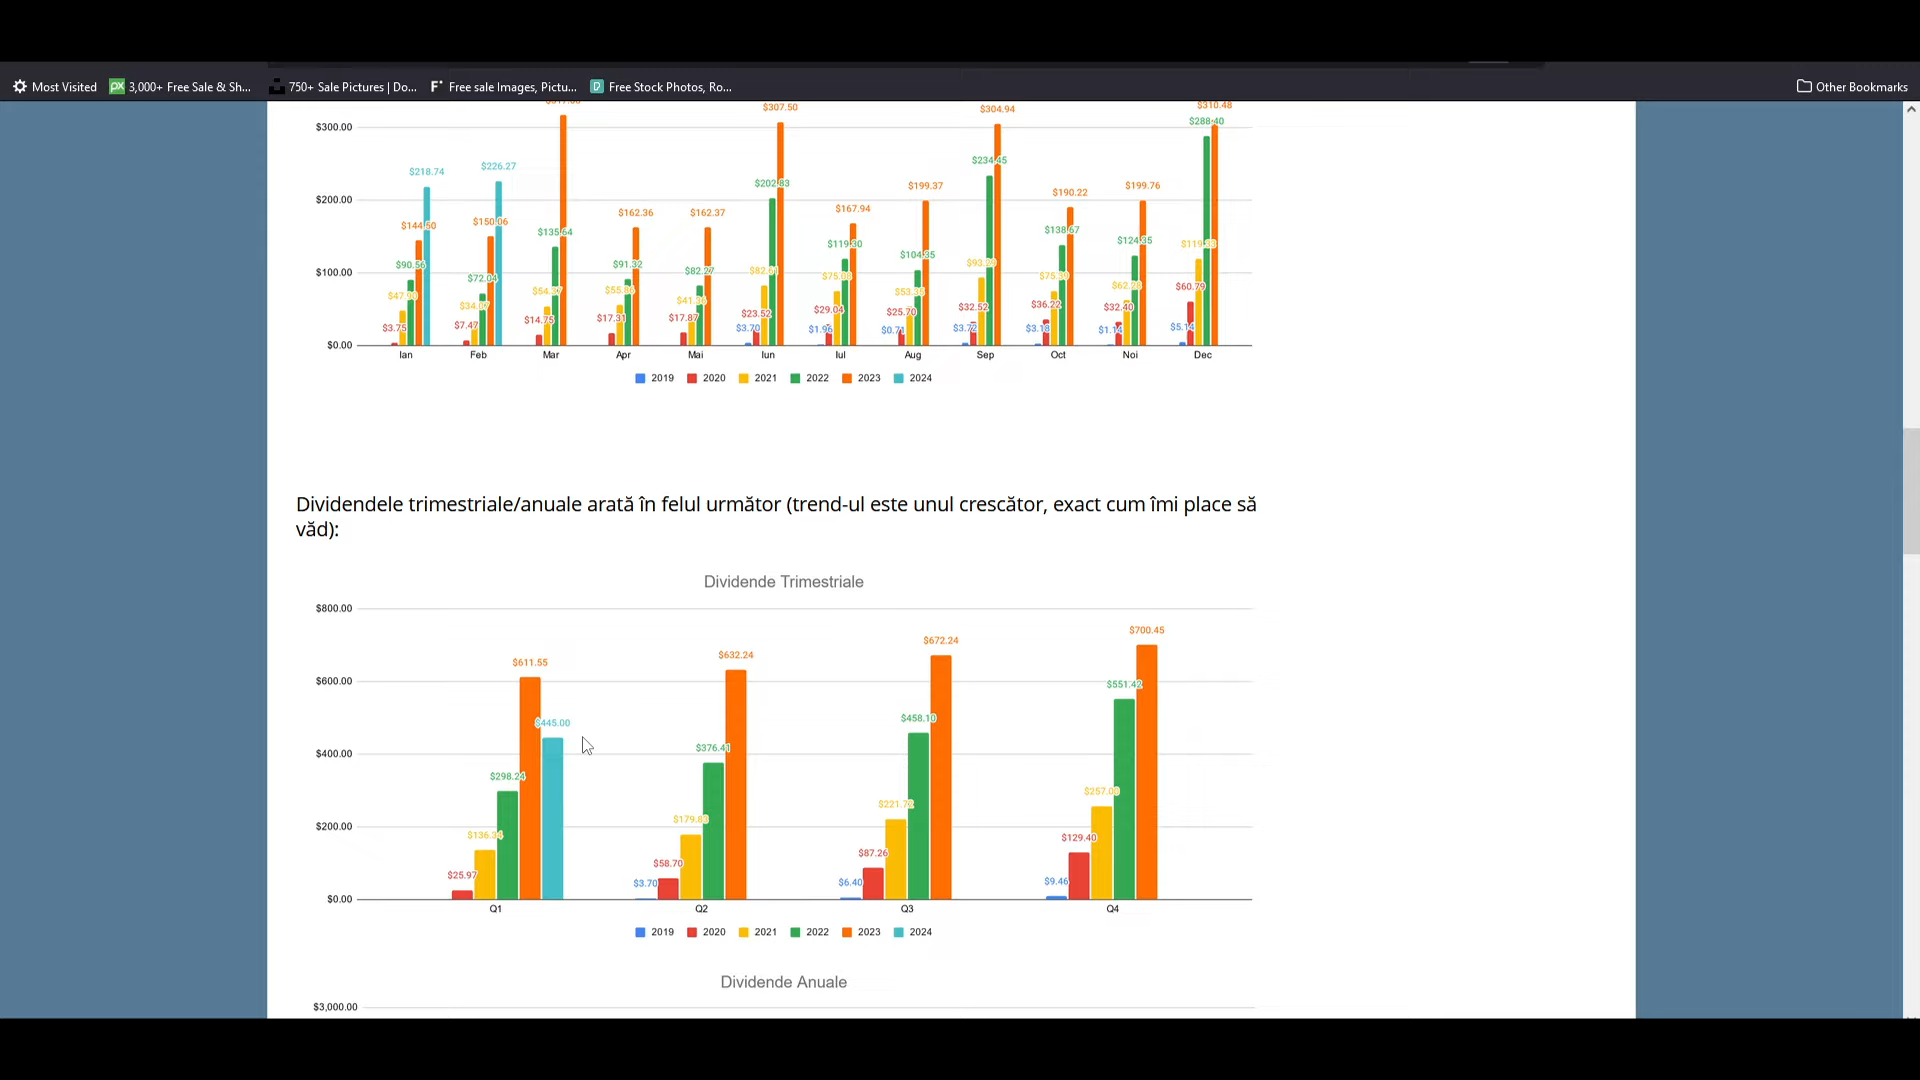 Most Visited 3,000+ Free Sale & Sh... 750+ Sale Pictures | Do... Free sale Images, Pictu... Free Stock Photos, Ro... Other Bookmarks
$307.50 $304.94 $310.48
$300.00 $288.40
$218.74 $226.27 $202.83 $234.45
$200.00 $144.50 $150.06 $162.36 $162.37 $167.94 $199.37 $190.22 $199.76
$90.56 $72.04 $135.64 $91.32 $82.27 $119.30 $104.35 $138.67 $124.35
$100.00
$3.75 $7.47 $14.75 $17.31 $17.87 $23.52 $29.04 $25.70 $32.52 $36.22 $32.40 $60.79
$3.70 $1.96 $0.71 $3.72 $3.18 $1.14 $5.14
$0.00
Ian Feb Mar Apr Mai Iun Iul Aug Sep Oct Noi Dec
2019 2020 2021 2022 2023 2024
Dividendele trimestriale/anuale arată în felul următor (trend-ul este unul crescător, exact cum îmi place să
văd):
Dividende Trimestriale
$800.00
$611.55 $632.24 $672.24 $700.45
$600.00
$445.00 $376.41 $458.10 $551.42
$400.00
$298.24
$136.34 $179.83 $221.72
$200.00
$25.97 $58.70 $87.26 $129.40
$3.70 $6.40 $9.46
$0.00
Q1 Q2 Q3 Q4
2019 2020 2021 2022 2023 2024
Dividende Anuale
$3,000.00